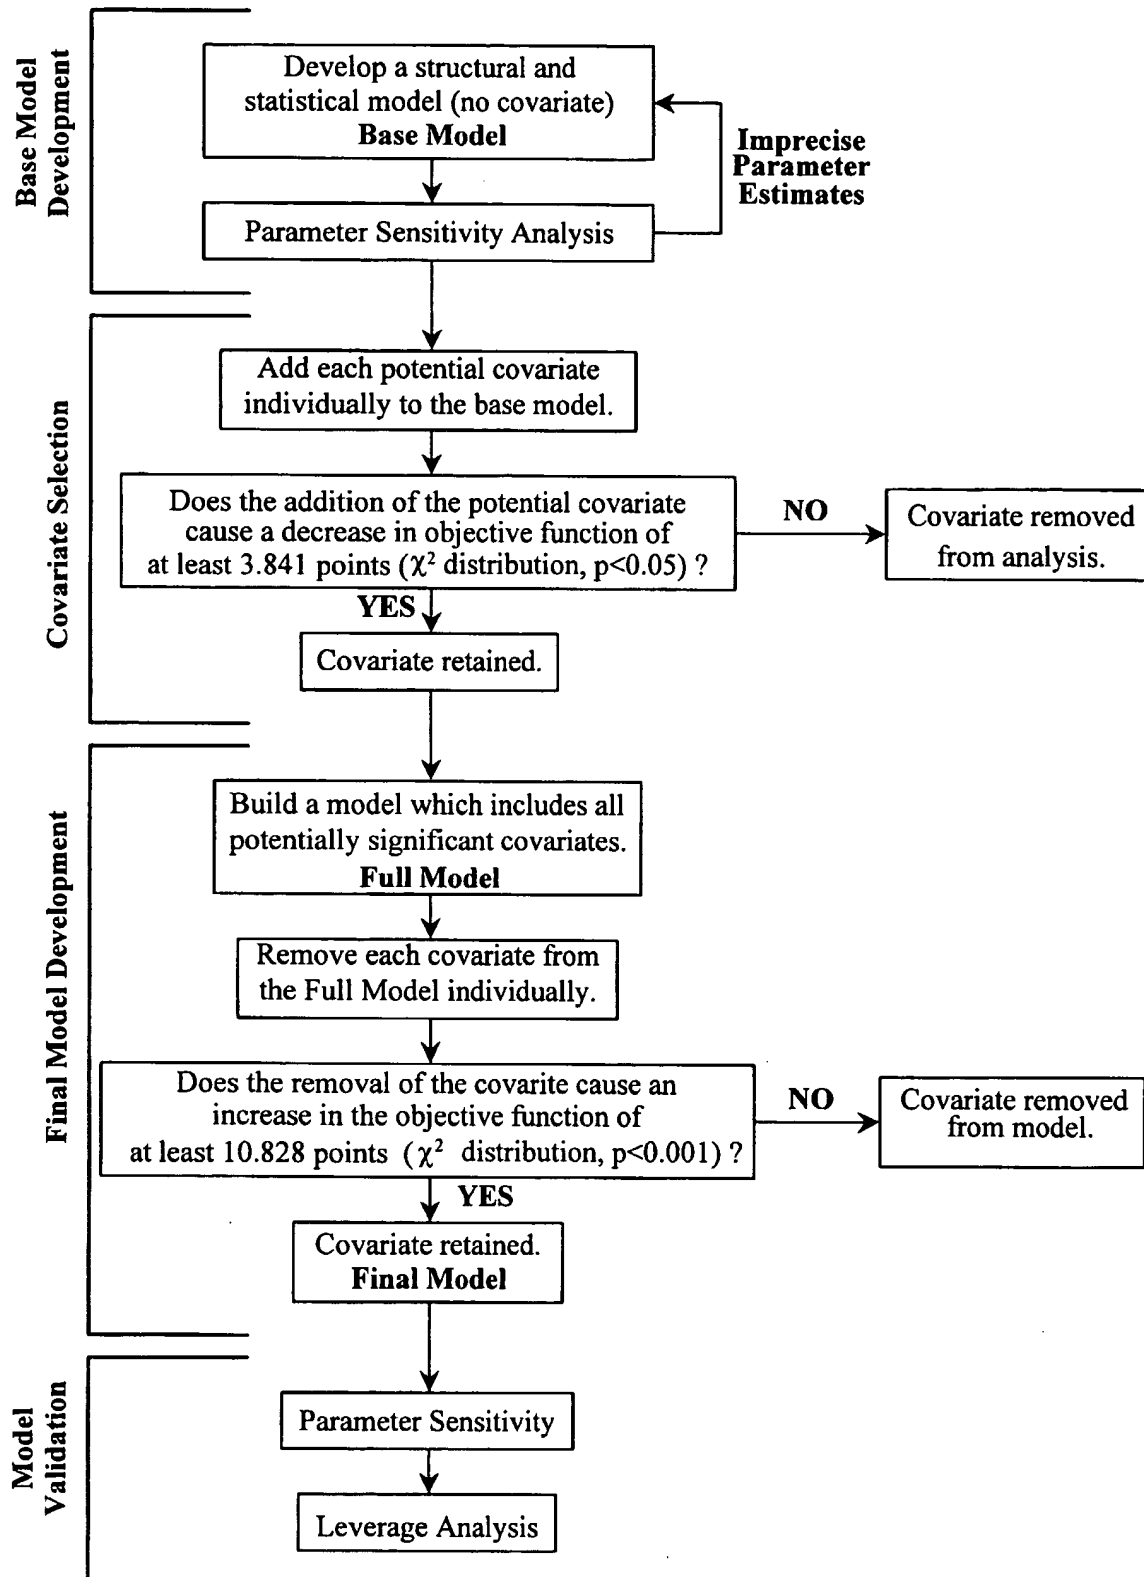 Base Model
Development
Develop a structural and
statistical model (no covariate)
Base Model
Imprecise
Parameter
Estimates
Parameter Sensitivity Analysis
Covariate Selection
Add each potential covariate
individually to the base model.
Does the addition of the potential covariate
cause a decrease in objective function of
at least 3.841 points (χ² distribution, p<0.05) ?
NO
Covariate removed
from analysis.
YES
Covariate retained.
Final Model Development
Build a model which includes all
potentially significant covariates.
Full Model
Remove each covariate from
the Full Model individually.
Does the removal of the covarite cause an
increase in the objective function of
at least 10.828 points (χ² distribution, p<0.001) ?
NO
Covariate removed
from model.
YES
Covariate retained.
Final Model
Model
Validation
Parameter Sensitivity
Leverage Analysis